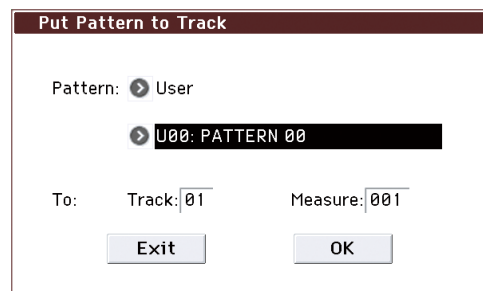 Put Pattern to Track
Pattern: User
U00: PATTERN 00
To: Track: 01 Measure: 001
Exit OK